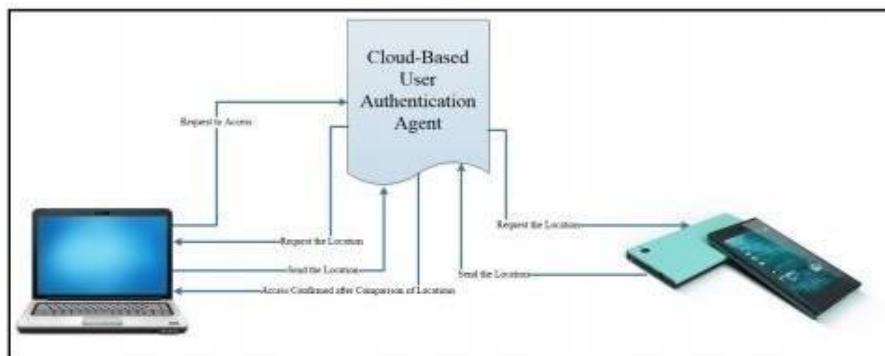 Cloud-Based
User
Authentication
Agent
Request to Access
Request the Location
Request the Location
Send the Location
Send the Location
Access Confirmed after Comparison of Locations